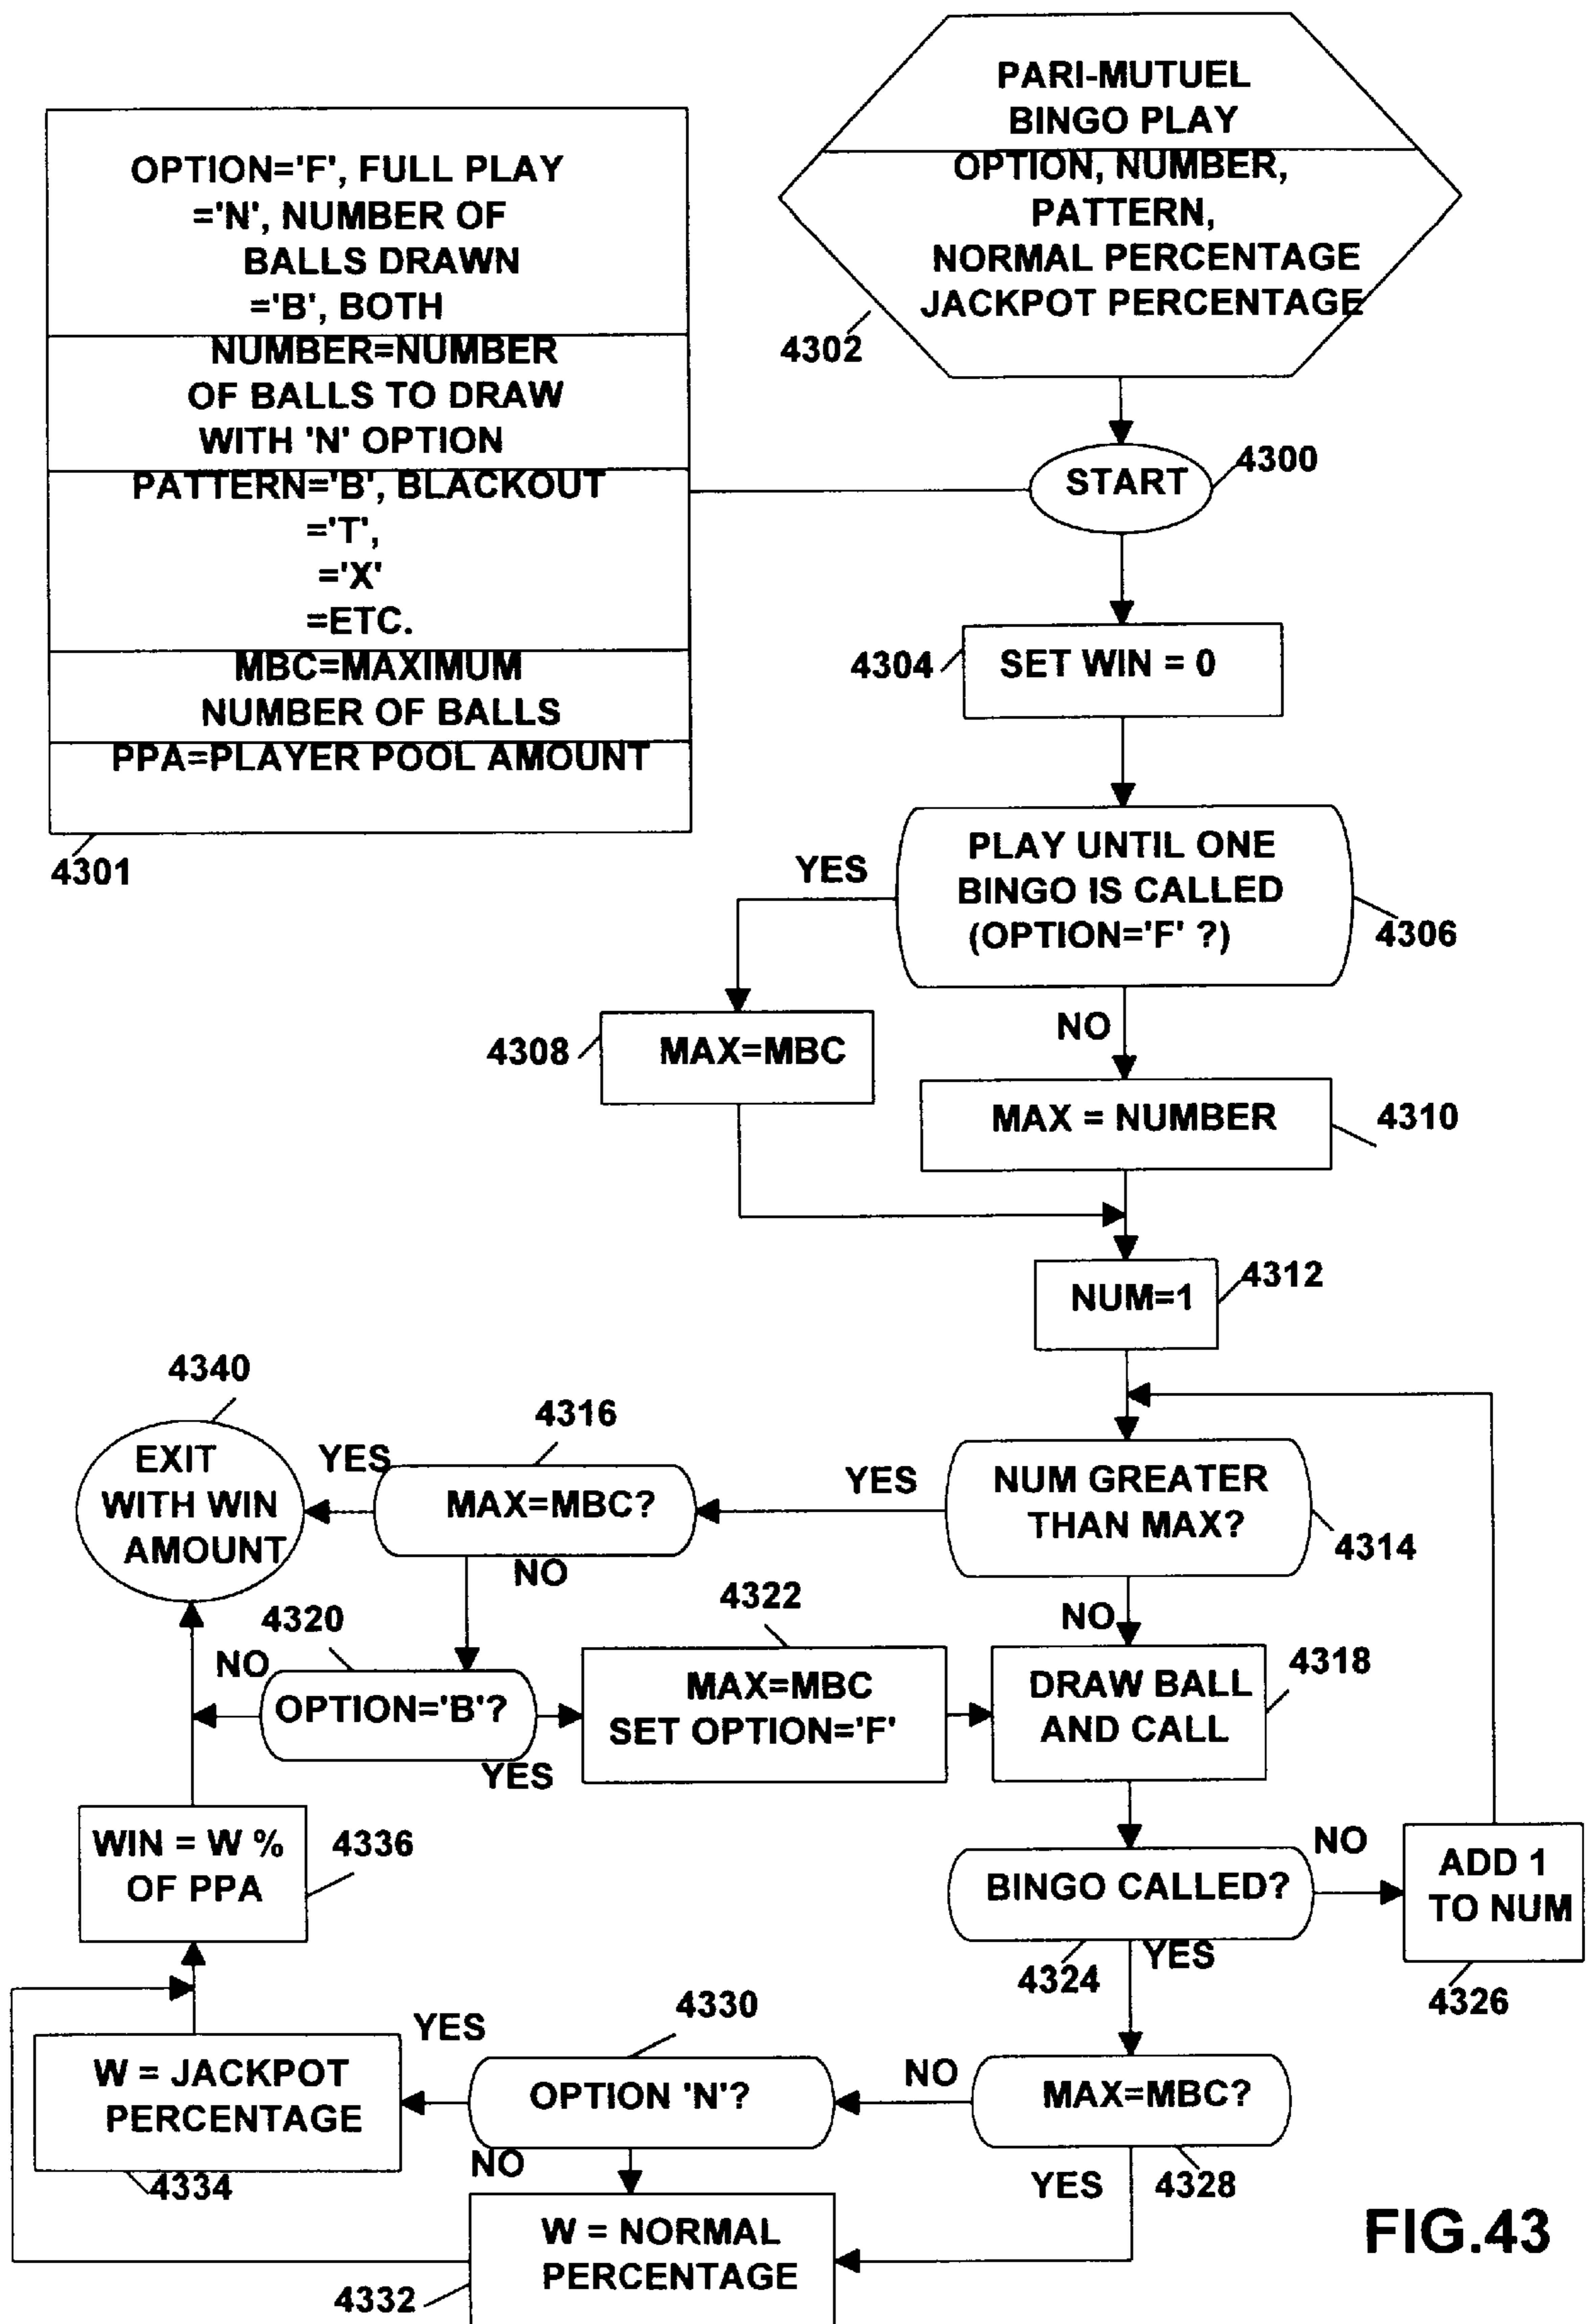 PARI-MUTUEL
BINGO PLAY
OPTION, NUMBER,
PATTERN,
NORMAL PERCENTAGE
JACKPOT PERCENTAGE
4302
OPTION='F', FULL PLAY
='N', NUMBER OF
BALLS DRAWN
='B', BOTH
NUMBER=NUMBER
OF BALLS TO DRAW
WITH 'N' OPTION
PATTERN='B', BLACKOUT
='T',
='X'
=ETC.
MBC=MAXIMUM
NUMBER OF BALLS
PPA=PLAYER POOL AMOUNT
4301
START
4300
4304
SET WIN = 0
PLAY UNTIL ONE
BINGO IS CALLED
(OPTION='F' ?)
4306
YES
NO
4308
MAX=MBC
MAX = NUMBER
4310
NUM=1
4312
4340
EXIT
WITH WIN
AMOUNT
YES
4316
MAX=MBC?
NO
YES
NUM GREATER
THAN MAX?
4314
NO
4320
NO
OPTION='B'?
YES
4322
MAX=MBC
SET OPTION='F'
DRAW BALL
AND CALL
4318
WIN = W %
OF PPA
4336
BINGO CALLED?
4324
YES
NO
ADD 1
TO NUM
4326
W = JACKPOT
PERCENTAGE
4334
YES
4330
OPTION 'N'?
NO
NO
MAX=MBC?
YES
4328
W = NORMAL
PERCENTAGE
4332
FIG.43